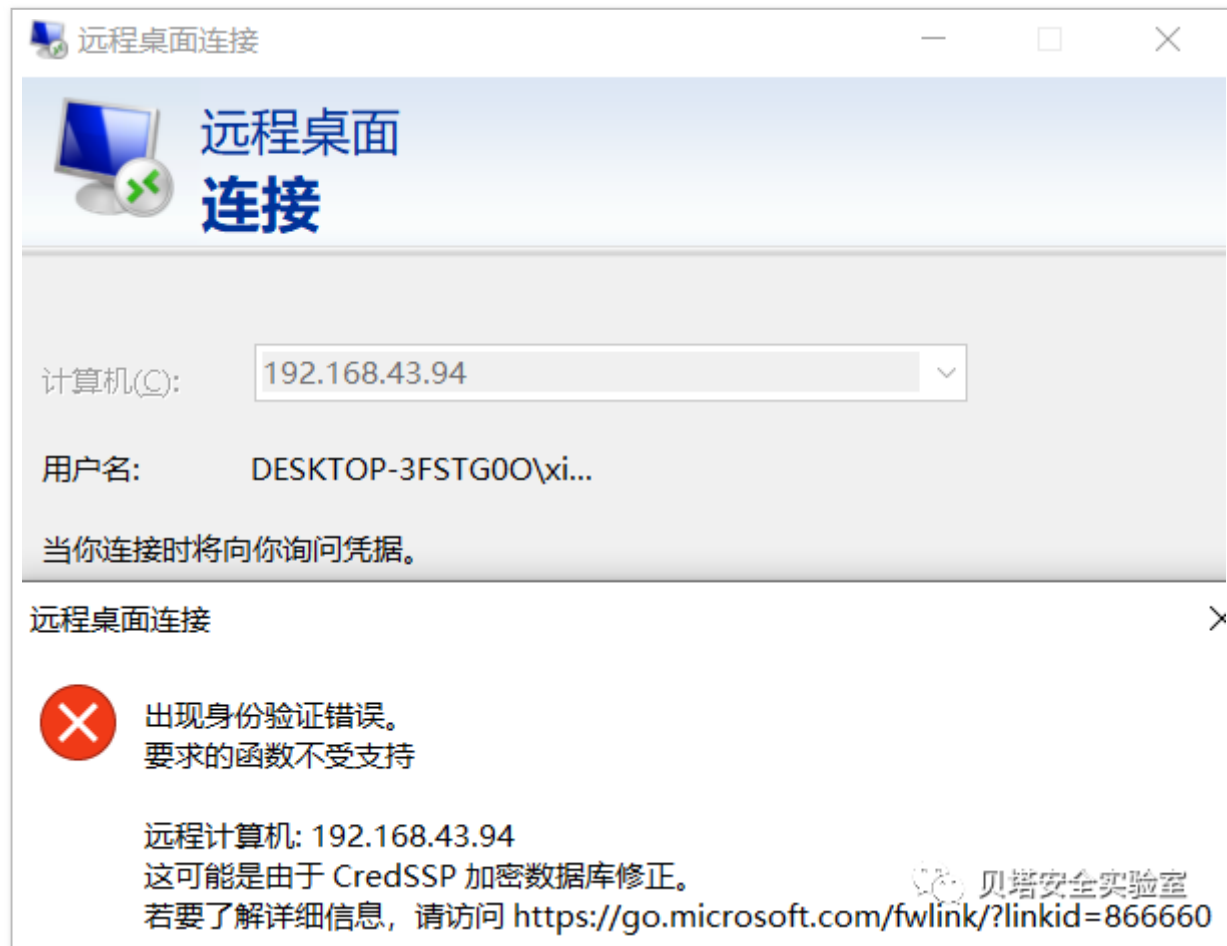 远程桌面连接
远程桌面
连接
计算机(C):
192.168.43.94
用户名:
DESKTOP-3FSTG0O\xi...
当你连接时将向你询问凭据。
远程桌面连接
出现身份验证错误。
要求的函数不受支持
远程计算机: 192.168.43.94
这可能是由于 CredSSP 加密数据库修正。
贝塔安全实验室
若要了解详细信息，请访问 https://go.microsoft.com/fwlink/?linkid=866660